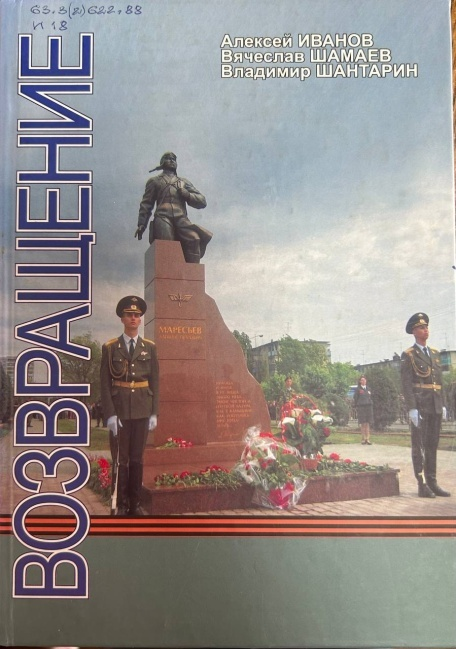 63.3(2)622.88
И 18
Алексей ИВАНОВ
Вячеслав ШАМАЕВ
Владимир ШАНТАРИН
ВОЗВРАЩЕНИЕ
МАРЕСЬЕВ